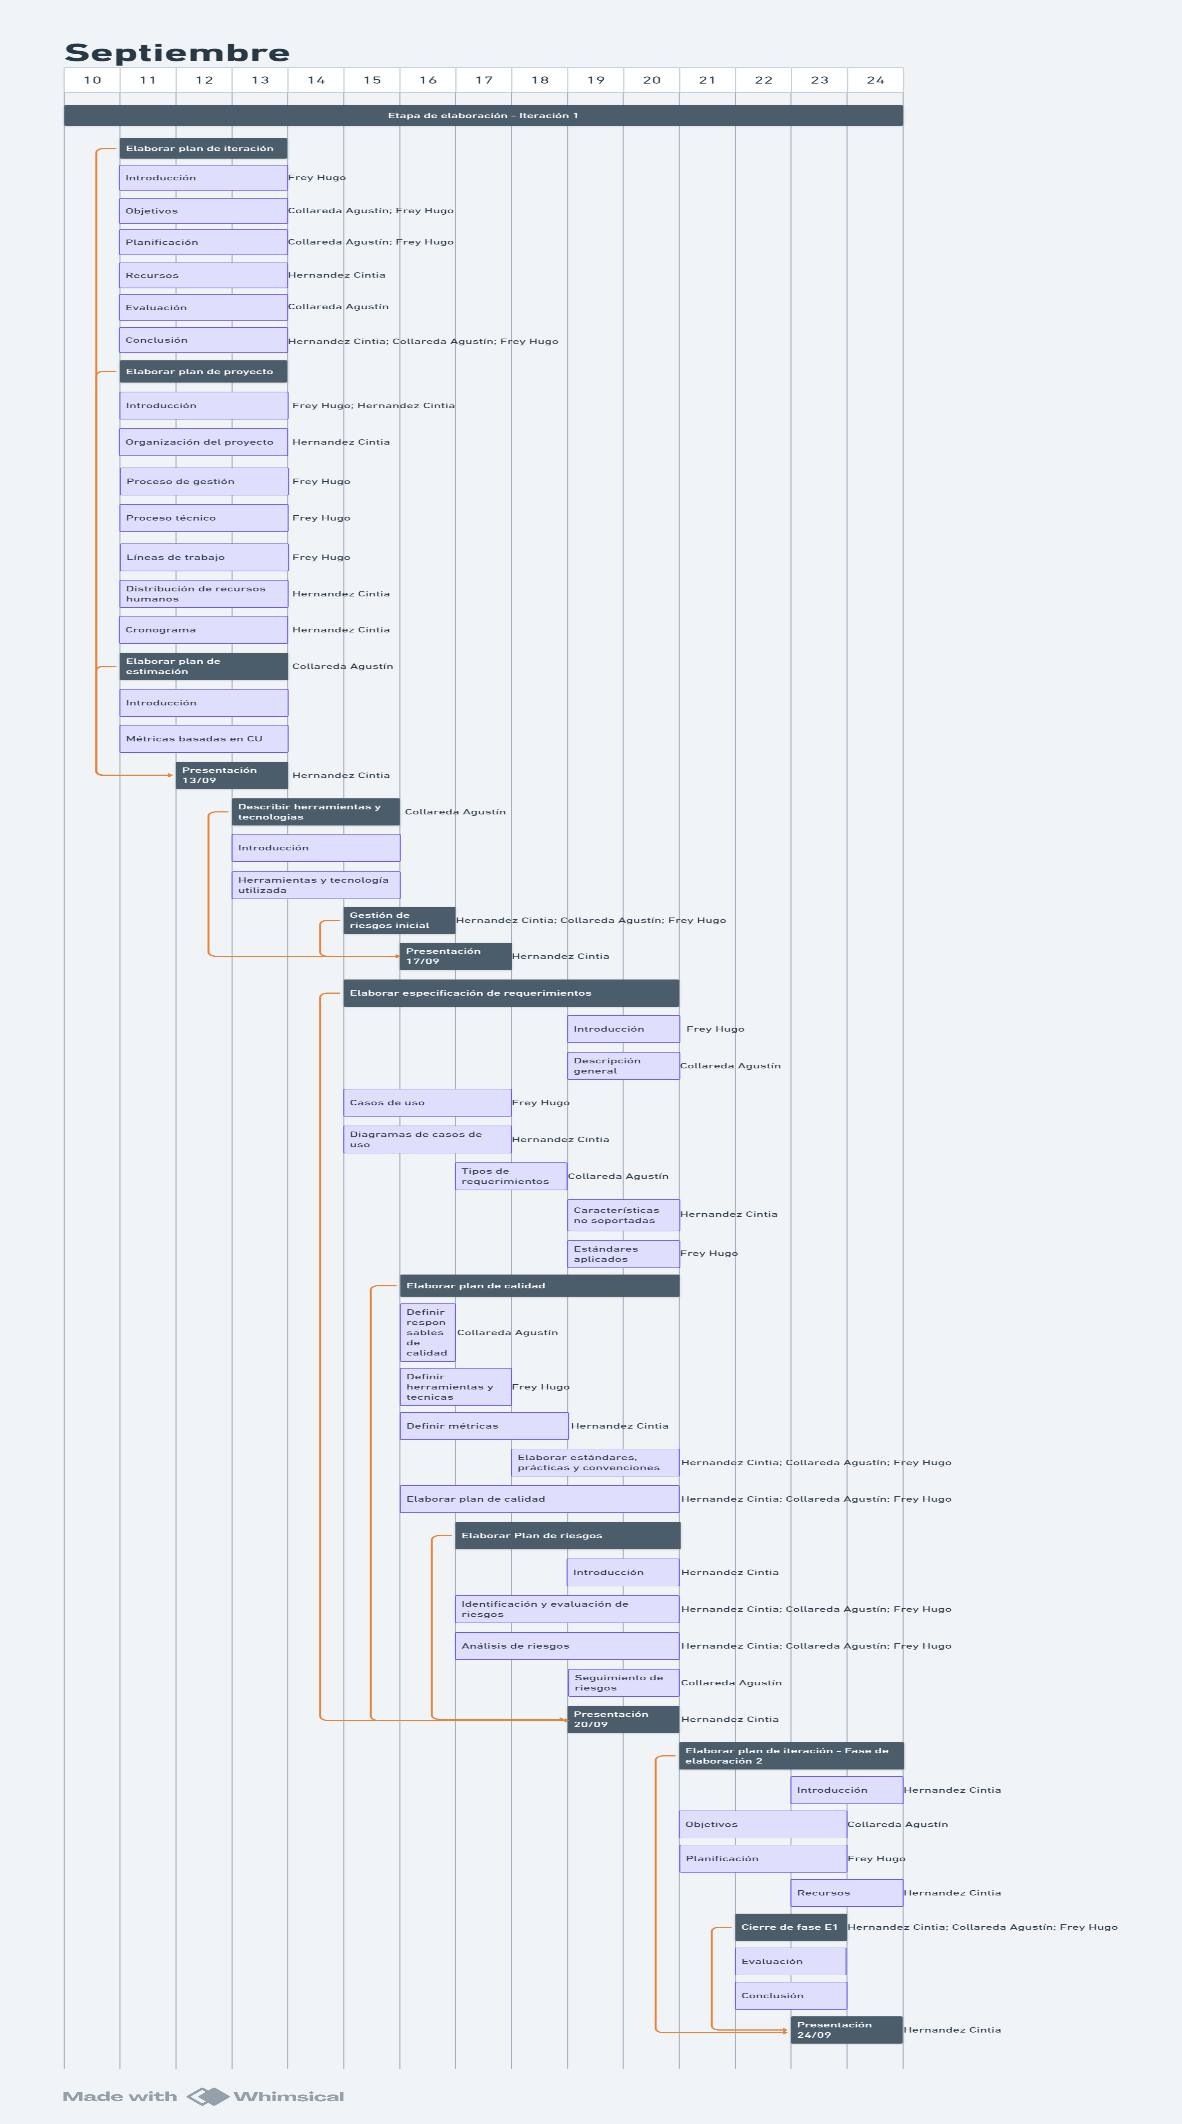 Septiembre
10 11 12 13 14 15 16 17 18 19 20 21 22 23 24
Etapa de elaboración - Iteración 1
Elaborar plan de iteración
Introducción Frey Hugo
Objetivos Collareda Agustín; Frey Hugo
Planificación Collareda Agustín; Frey Hugo
Recursos Hernandez Cintia
Evaluación Collareda Agustín
Conclusión Hernandez Cintia; Collareda Agustín; Frey Hugo
Elaborar plan de proyecto
Introducción Frey Hugo; Hernandez Cintia
Organización del proyecto Hernandez Cintia
Proceso de gestión Frey Hugo
Proceso técnico Frey Hugo
Líneas de trabajo Frey Hugo
Distribución de recursos
humanos
Hernandez Cintia
Cronograma Hernandez Cintia
Elaborar plan de
estimación
Collareda Agustín
Introducción
Métricas basadas en CU
Presentación
13/09
Hernandez Cintia
Describir herramientas y
tecnologias
Collareda Agustín
Introducción
Herramientas y tecnología
utilizada
Gestión de
riesgos inicial
Hernandez Cintia; Collareda Agustín; Frey Hugo
Presentación
17/09
Hernandez Cintia
Elaborar especificación de requerimientos
Introducción Frey Hugo
Descripción
general
Collareda Agustín
Casos de uso Frey Hugo
Diagramas de casos de
uso
Hernandez Cintia
Tipos de
requerimientos
Collareda Agustín
Características
no soportadas
Hernandez Cintia
Estándares
aplicados
Frey Hugo
Elaborar plan de calidad
Definir
respon
sables
de
calidad
Collareda Agustín
Definir
herramientas y
tecnicas
Frey Hugo
Definir métricas Hernandez Cintia
Elaborar estándares,
prácticas y convenciones
Hernandez Cintia; Collareda Agustín; Frey Hugo
Elaborar plan de calidad Hernandez Cintia; Collareda Agustín; Frey Hugo
Elaborar Plan de riesgos
Introducción Hernandez Cintia
Identificación y evaluación de
riesgos
Hernandez Cintia; Collareda Agustín; Frey Hugo
Análisis de riesgos Hernandez Cintia; Collareda Agustín; Frey Hugo
Seguimiento de
riesgos
Collareda Agustín
Presentación
20/09
Hernandez Cintia
Elaborar plan de iteración - Fase de
elaboración 2
Introducción Hernandez Cintia
Objetivos Collareda Agustín
Planificación Frey Hugo
Recursos Hernandez Cintia
Cierre de fase E1 Hernandez Cintia; Collareda Agustín; Frey Hugo
Evaluación
Conclusión
Presentación
24/09
Hernandez Cintia
Made with Whimsical